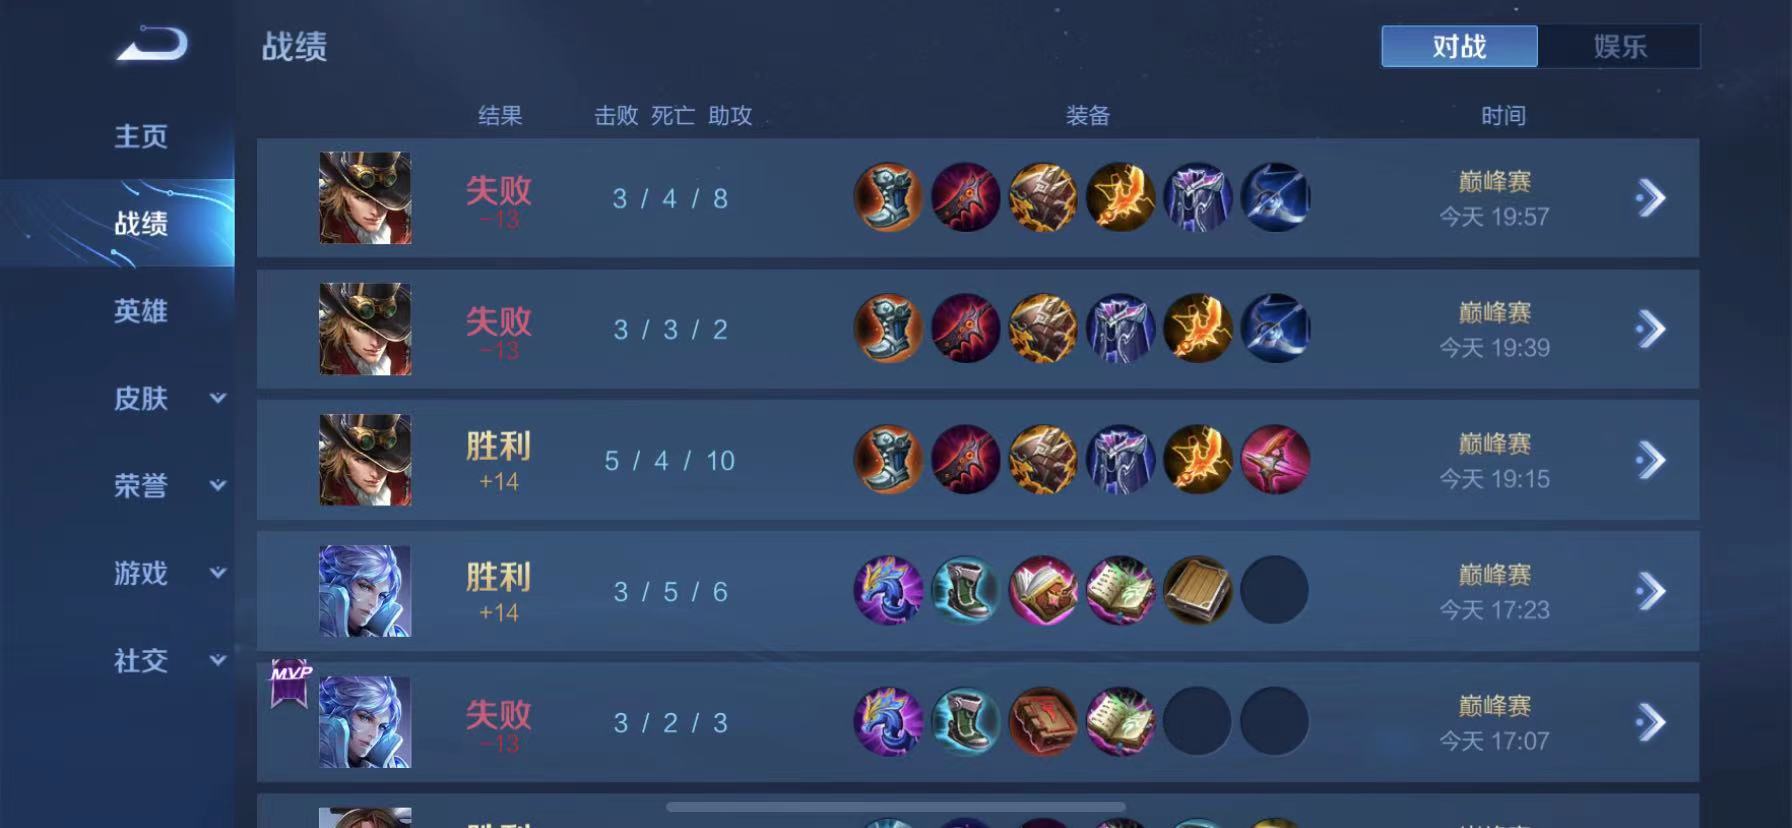 战绩
对战 娱乐
主页
战绩
英雄
皮肤
荣誉
游戏
社交
结果 击败 死亡 助攻 装备 时间
失败 3 / 4 / 8 巅峰赛
-13 今天 19:57
失败 3 / 3 / 2 巅峰赛
-13 今天 19:39
胜利 5 / 4 / 10 巅峰赛
+14 今天 19:15
胜利 3 / 5 / 6 巅峰赛
+14 今天 17:23
MVP
失败 3 / 2 / 3 巅峰赛
-13 今天 17:07